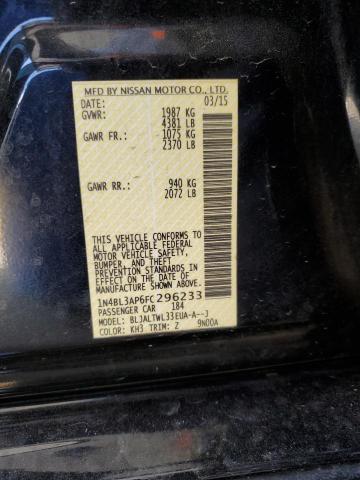 MFD BY NISSAN MOTOR CO., LTD.
DATE: 03/15
GVWR: 1987 KG
4381 LB
GAWR FR.: 1075 KG
2370 LB
GAWR RR.: 940 KG
2072 LB
THIS VEHICLE CONFORMS
TO ALL APPLICABLE FEDERAL
MOTOR VEHICLE SAFETY,
BUMPER, AND THEFT
PREVENTION STANDARDS IN
EFFECT ON THE DATE OF
MANUFACTURE SHOWN ABOVE.
1N4BL3AP6FC296233
PASSENGER CAR 184
MODEL: BLJALTWL33EUA-A--J
COLOR: KH3 TRIM: Z 9N00A